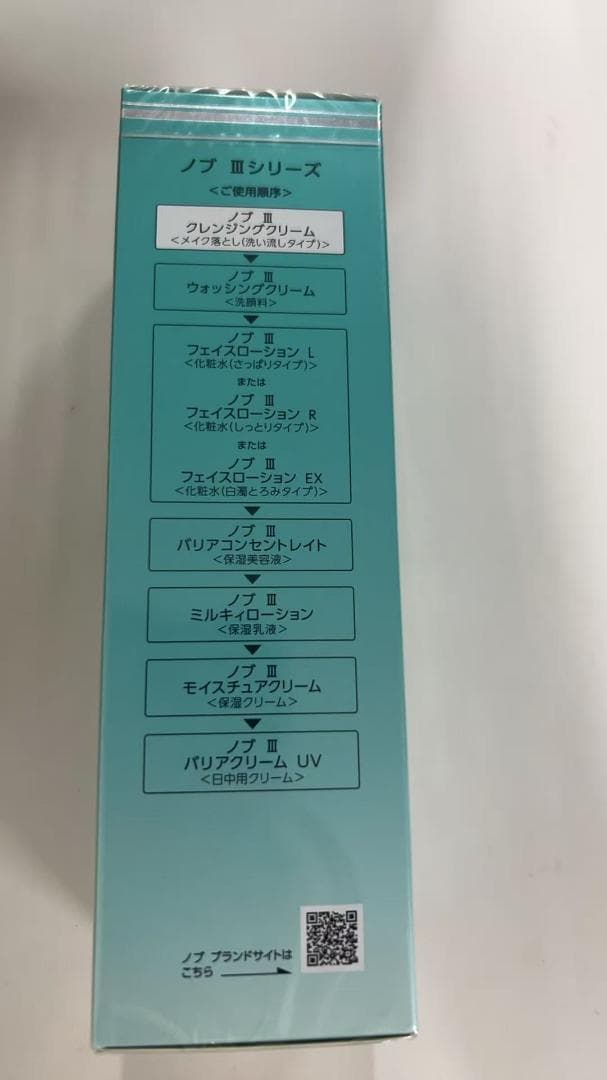 ノブ Ⅲシリーズ
<ご使用順序>
ノブ Ⅲ
クレンジングクリーム
<メイク落とし(洗い流しタイプ)>
ノブ Ⅲ
ウォッシングクリーム
<洗顔料>
ノブ Ⅲ
フェイスローション L
<化粧水(さっぱりタイプ)>
または
ノブ Ⅲ
フェイスローション R
<化粧水(しっとりタイプ)>
または
ノブ Ⅲ
フェイスローション EX
<化粧水(白濁とろみタイプ)>
ノブ Ⅲ
バリアコンセントレイト
<保湿美容液>
ノブ Ⅲ
ミルキィローション
<保湿乳液>
ノブ Ⅲ
モイスチュアクリーム
<保湿クリーム>
ノブ Ⅲ
バリアクリーム UV
<日中用クリーム>
ノブ ブランドサイトは
こちら